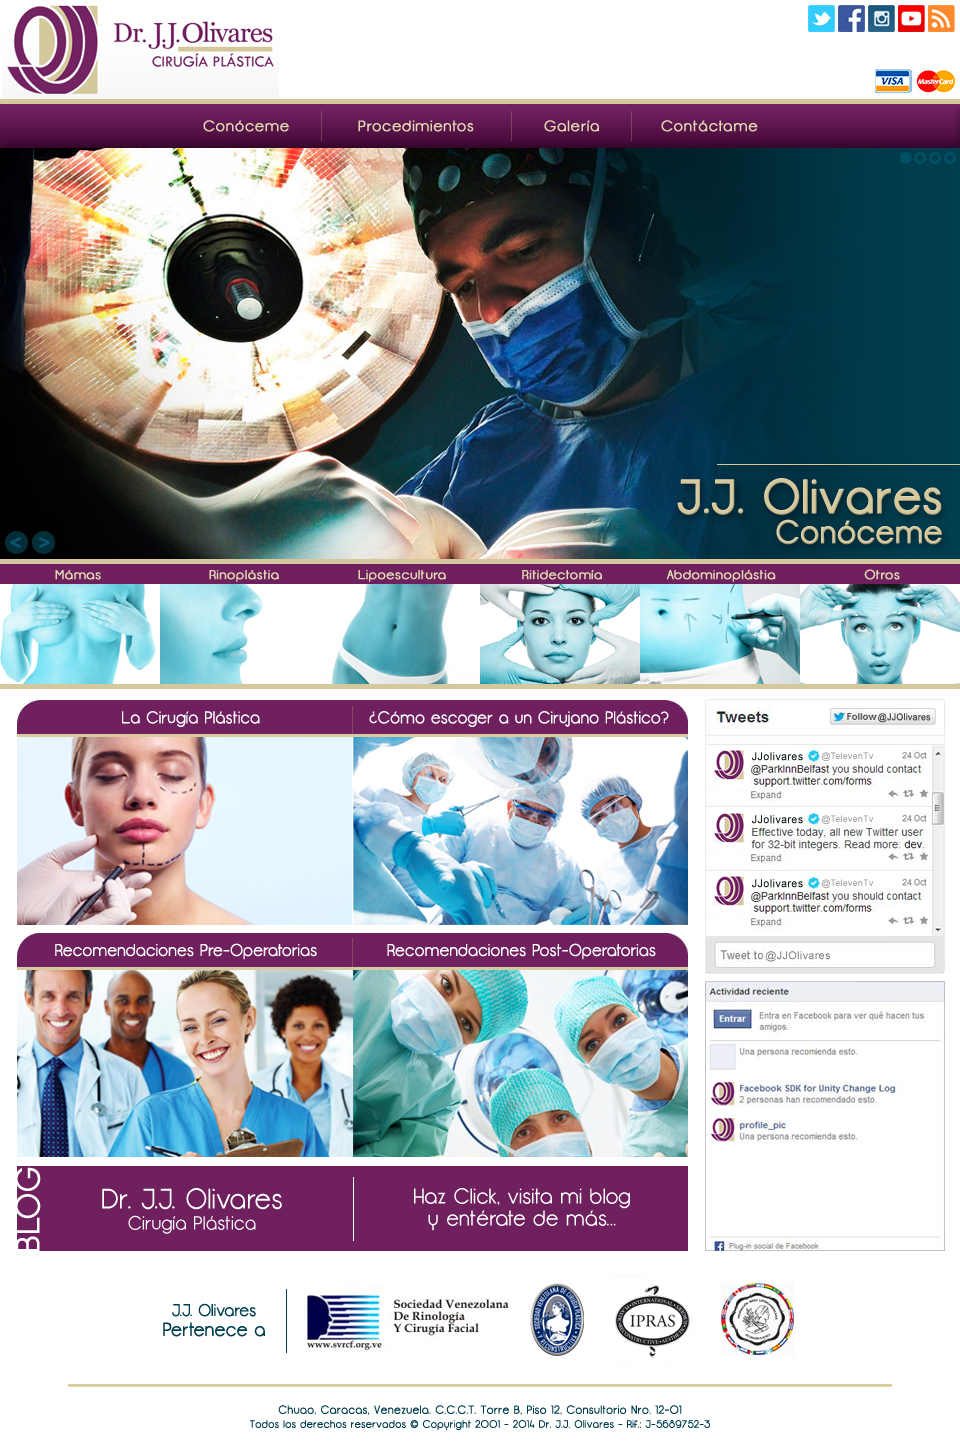 Dr. J.J. Olivares
CIRUGÍA PLÁSTICA
VISA MasterCard
Conóceme Procedimientos Galería Contáctame
J.J. Olivares
Conóceme
< >
Mámas Rinoplástia Lipoescultura Ritidectomía Abdominoplástia Otros
La Cirugía Plástica ¿Cómo escoger a un Cirujano Plástico?
Recomendaciones Pre-Operatorias Recomendaciones Post-Operatorias
BLOG
Dr. J.J. Olivares
Cirugía Plástica
Haz Click, visita mi blog
y entérate de más...
Tweets Follow @JJOlivares
JJolivares @TelevenTv 24 Oct
@ParkInnBelfast you should contact
support.twitter.com/forms
Expand
JJolivares @TelevenTv 24 Oct
Effective today, all new Twitter user
for 32-bit integers. Read more: dev.
Expand
JJolivares @TelevenTv 24 Oct
@ParkInnBelfast you should contact
support.twitter.com/forms
Expand
Tweet to @JJOlivares
Actividad reciente
Entrar Entra en Facebook para ver qué hacen tus
amigos.
Una persona recomienda esto.
Facebook SDK for Unity Change Log
2 personas han recomendado esto.
profile_pic
Una persona recomienda esto.
Plug-in social de Facebook
J.J. Olivares
Pertenece a
www.svrcf.org.ve
Sociedad Venezolana
De Rinología
Y Cirugía Facial
IPRAS
Chuao, Caracas, Venezuela. C.C.C.T. Torre B, Piso 12, Consultorio Nro. 12-01
Todos los derechos reservados © Copyright 2001 - 2014 Dr. J.J. Olivares - Rif.: J-5689752-3